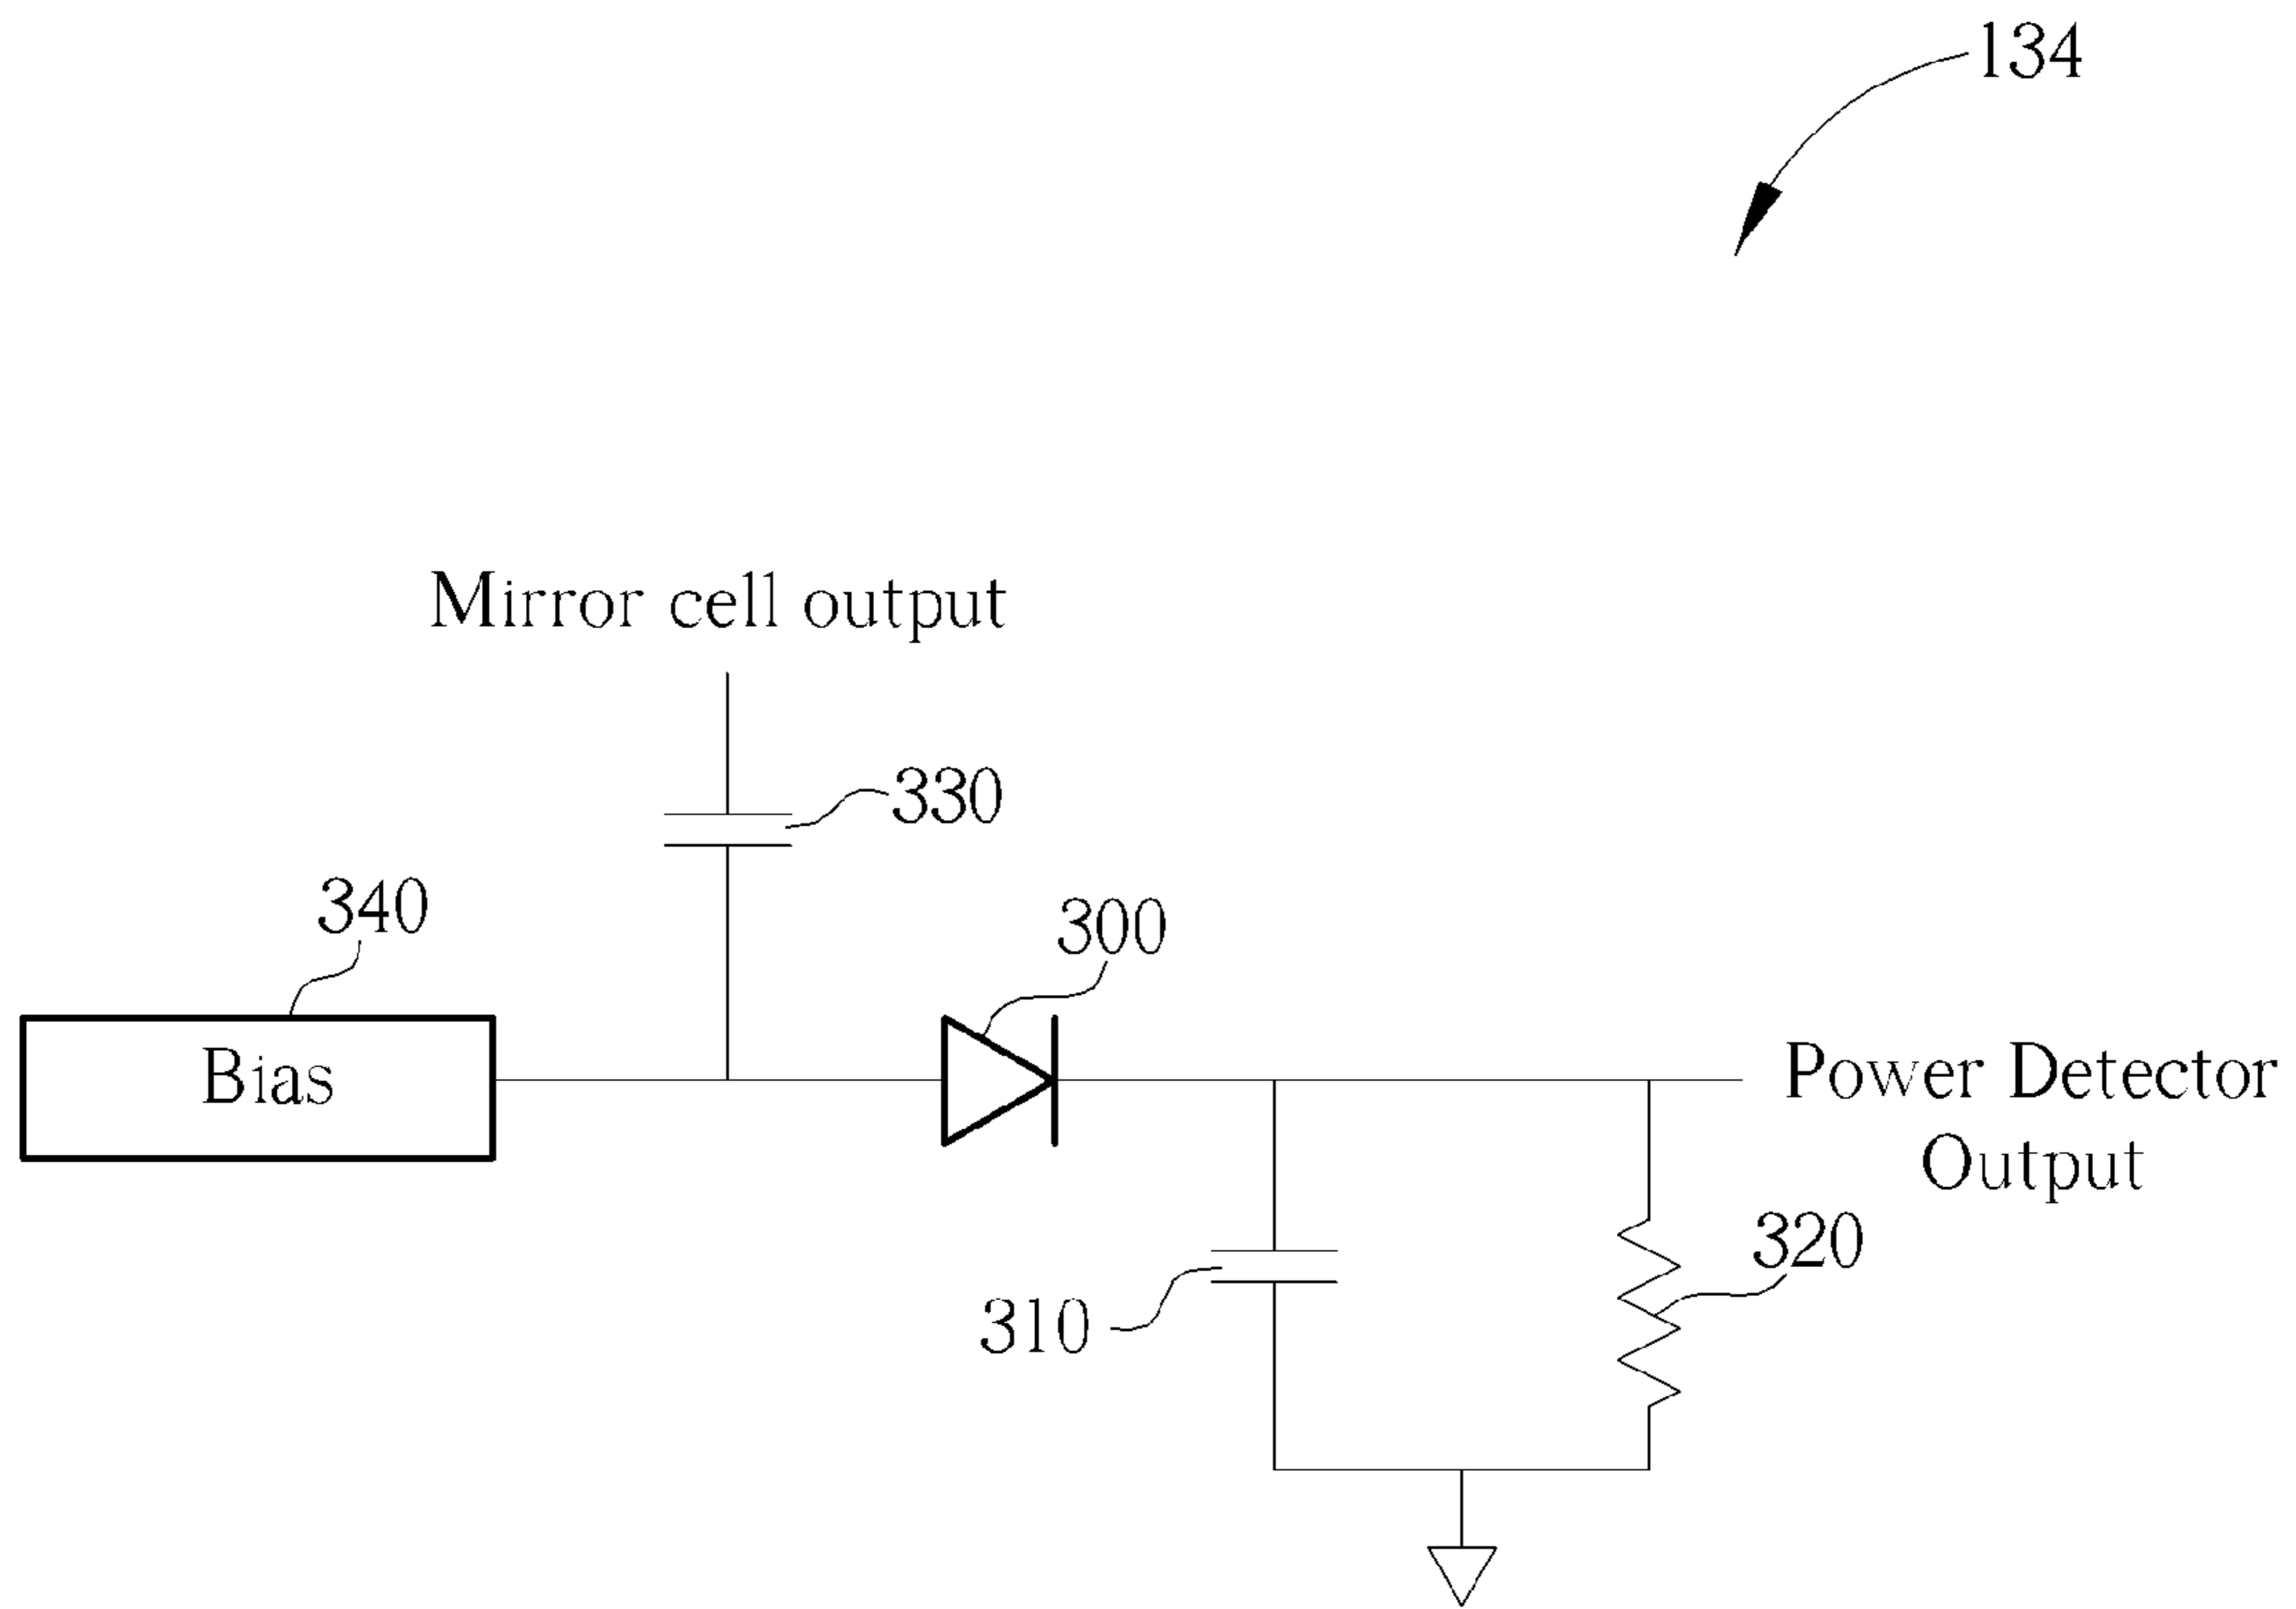 134
Mirror cell output
330
340
300
Bias
Power Detector
Output
320
310